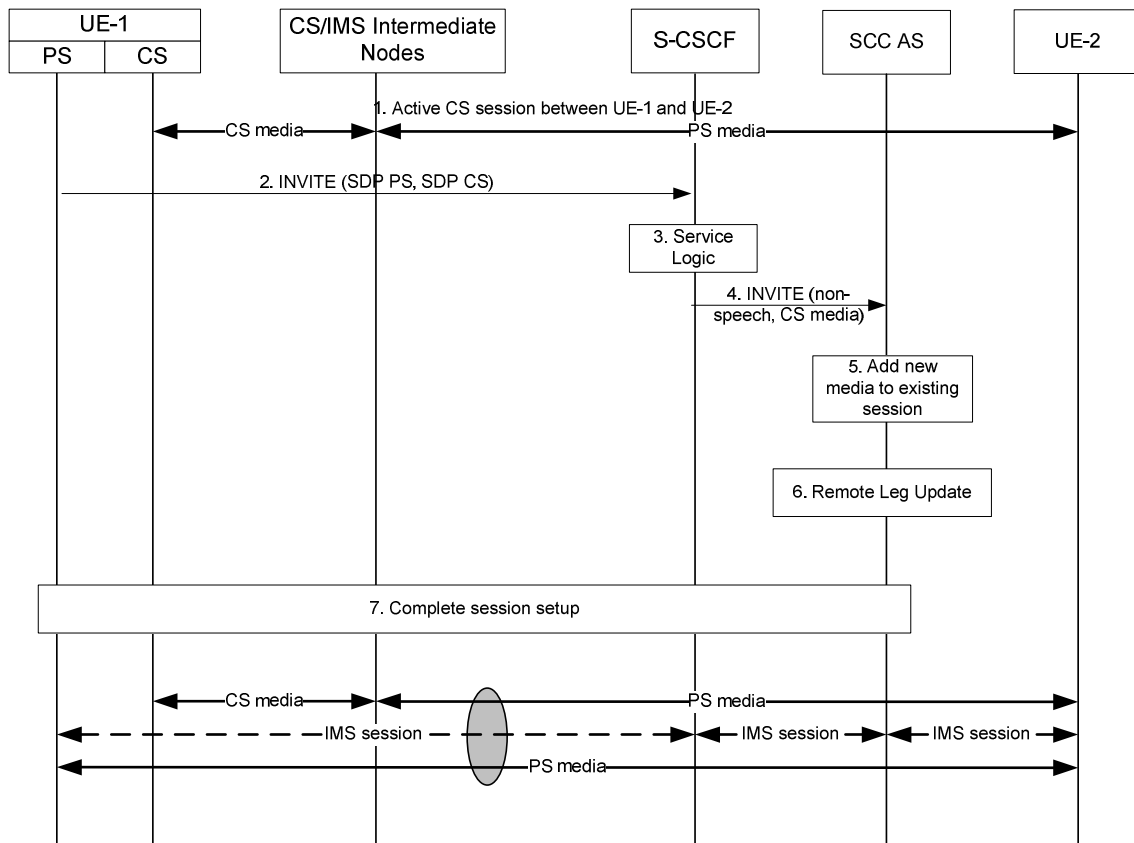 UE-1
PS
CS
CS/IMS Intermediate
Nodes
S-CSCF
SCC AS
UE-2
1. Active CS session between UE-1 and UE-2
CS media
PS media
2. INVITE (SDP PS, SDP CS)
3. Service
Logic
4. INVITE (non-
speech, CS media)
5. Add new
media to existing
session
6. Remote Leg Update
7. Complete session setup
CS media
PS media
IMS session
IMS session
IMS session
PS media